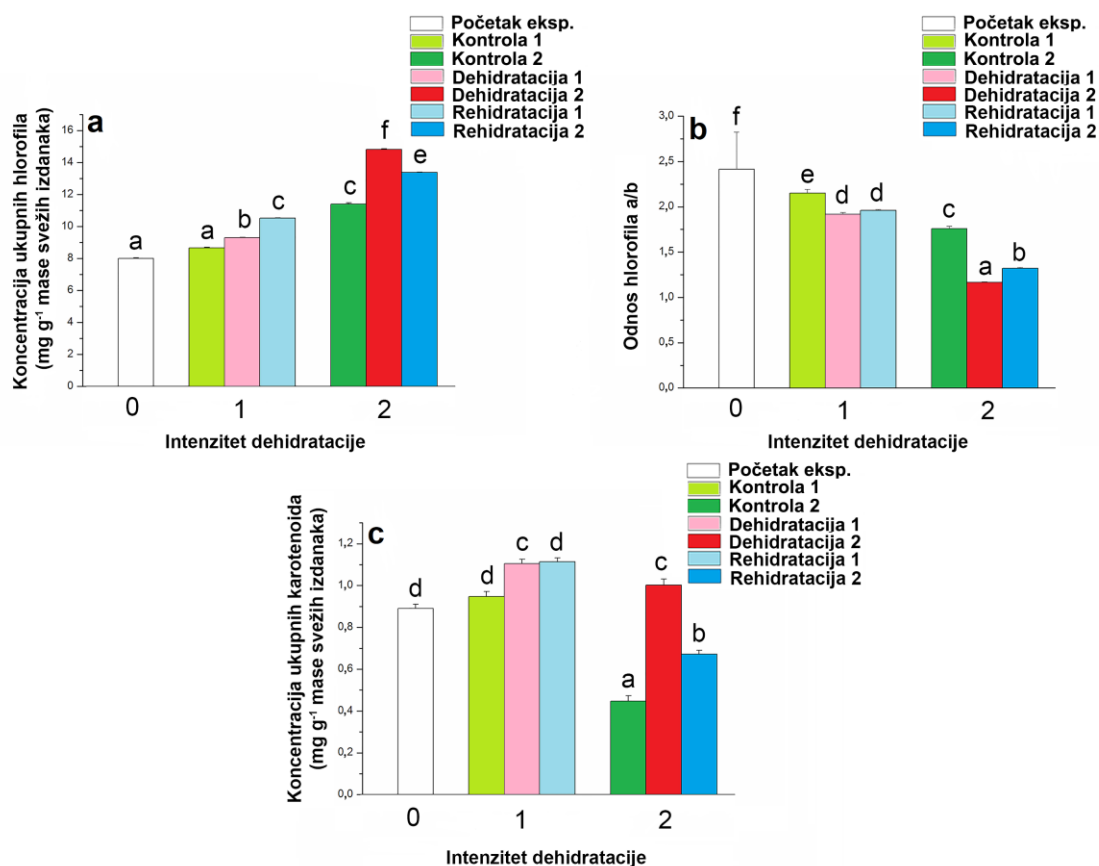 Početak eksp.
Kontrola 1
Kontrola 2
Dehidratacija 1
Dehidratacija 2
Rehidratacija 1
Rehidratacija 2
a
Koncentracija ukupnih hlorofila
(mg g⁻¹ mase svežih izdanaka)
16
14
12
10
8
6
4
2
0
a
a
b
c
c
f
e
0
1
2
Intenzitet dehidratacije
Početak eksp.
Kontrola 1
Kontrola 2
Dehidratacija 1
Dehidratacija 2
Rehidratacija 1
Rehidratacija 2
b
Odnos hlorofila a/b
3,0
2,5
2,0
1,5
1,0
0,5
0,0
f
e
d
d
c
a
b
0
1
2
Intenzitet dehidratacije
Početak eksp.
Kontrola 1
Kontrola 2
Dehidratacija 1
Dehidratacija 2
Rehidratacija 1
Rehidratacija 2
c
Koncentracija ukupnih karotenoida
(mg g⁻¹ mase svežih izdanaka)
1,2
1,0
0,8
0,6
0,4
0,2
0,0
d
d
c
d
a
c
b
0
1
2
Intenzitet dehidratacije